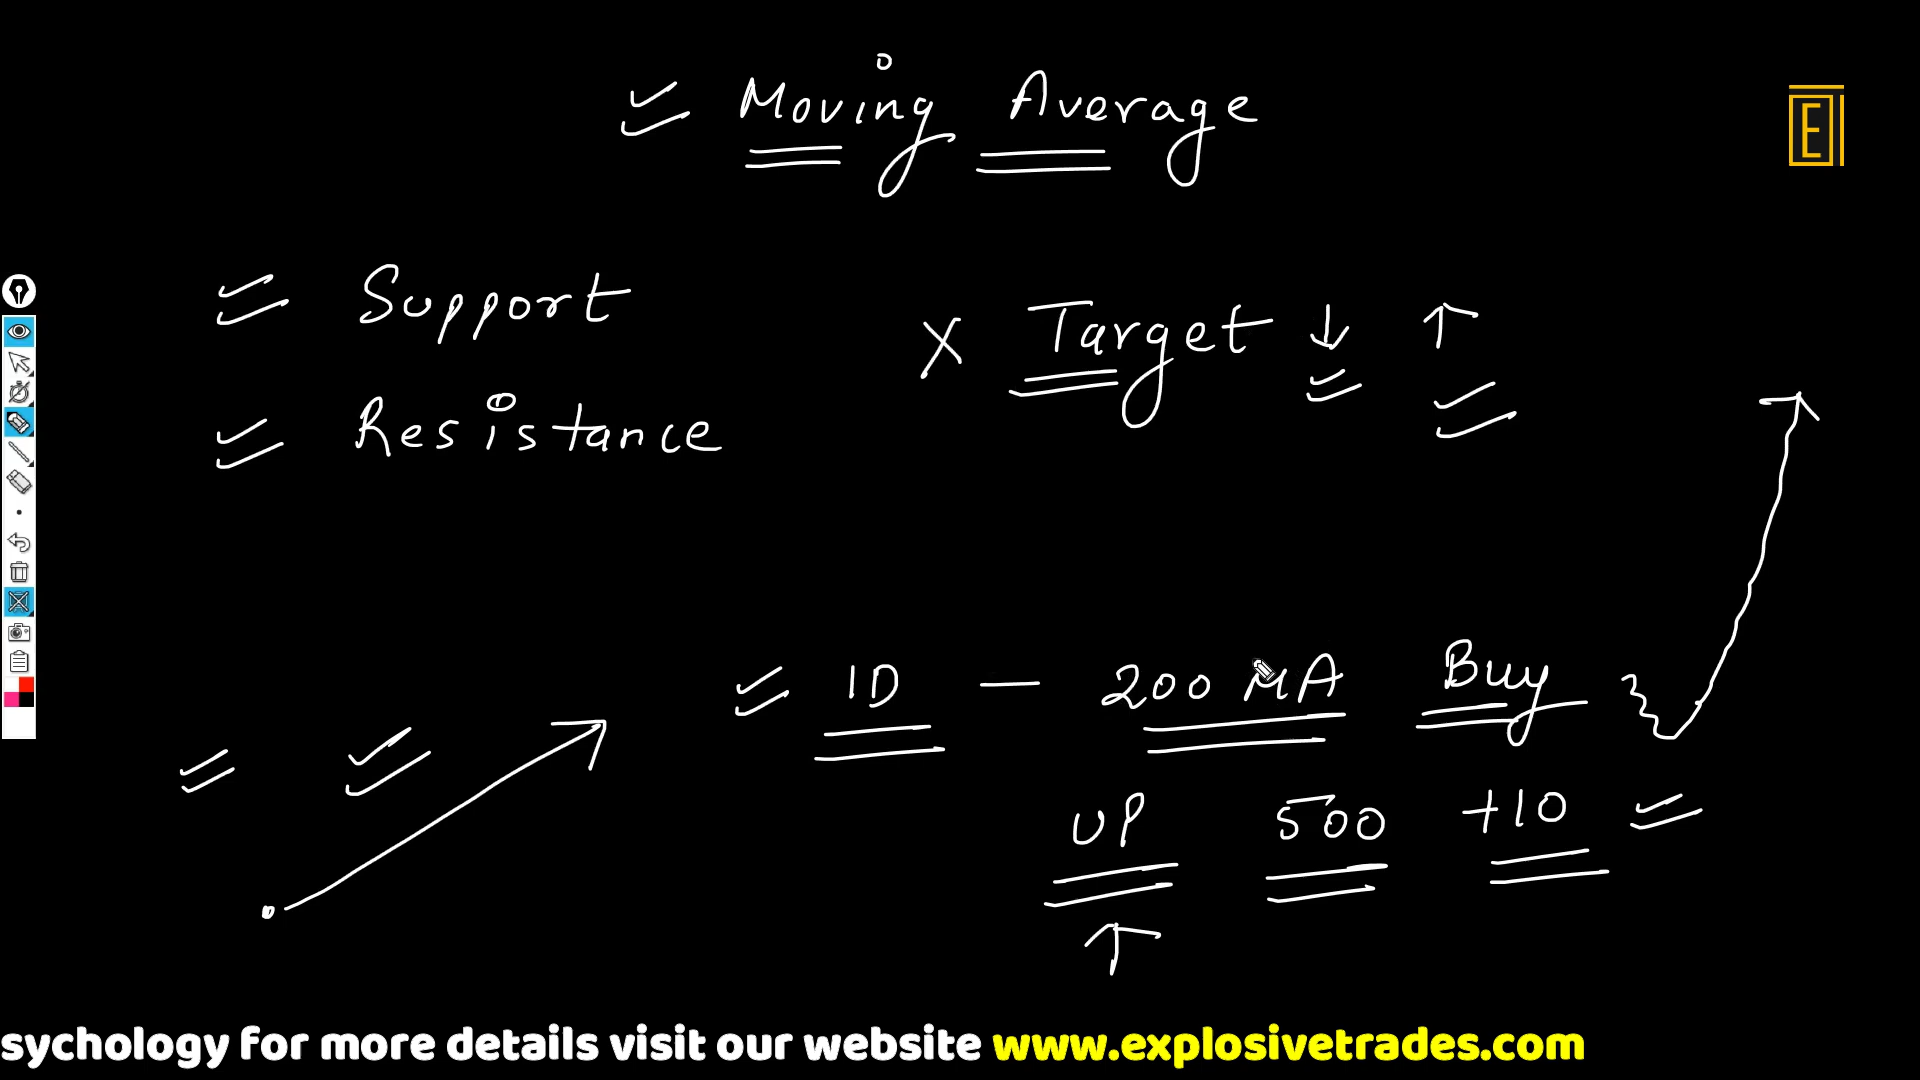 Moving Average
E
Support
X Target ↓ ↑
Resistance
1D — 200 MA Buy
UP 500 +10
sychology for more details visit our website www.explosivetrades.com